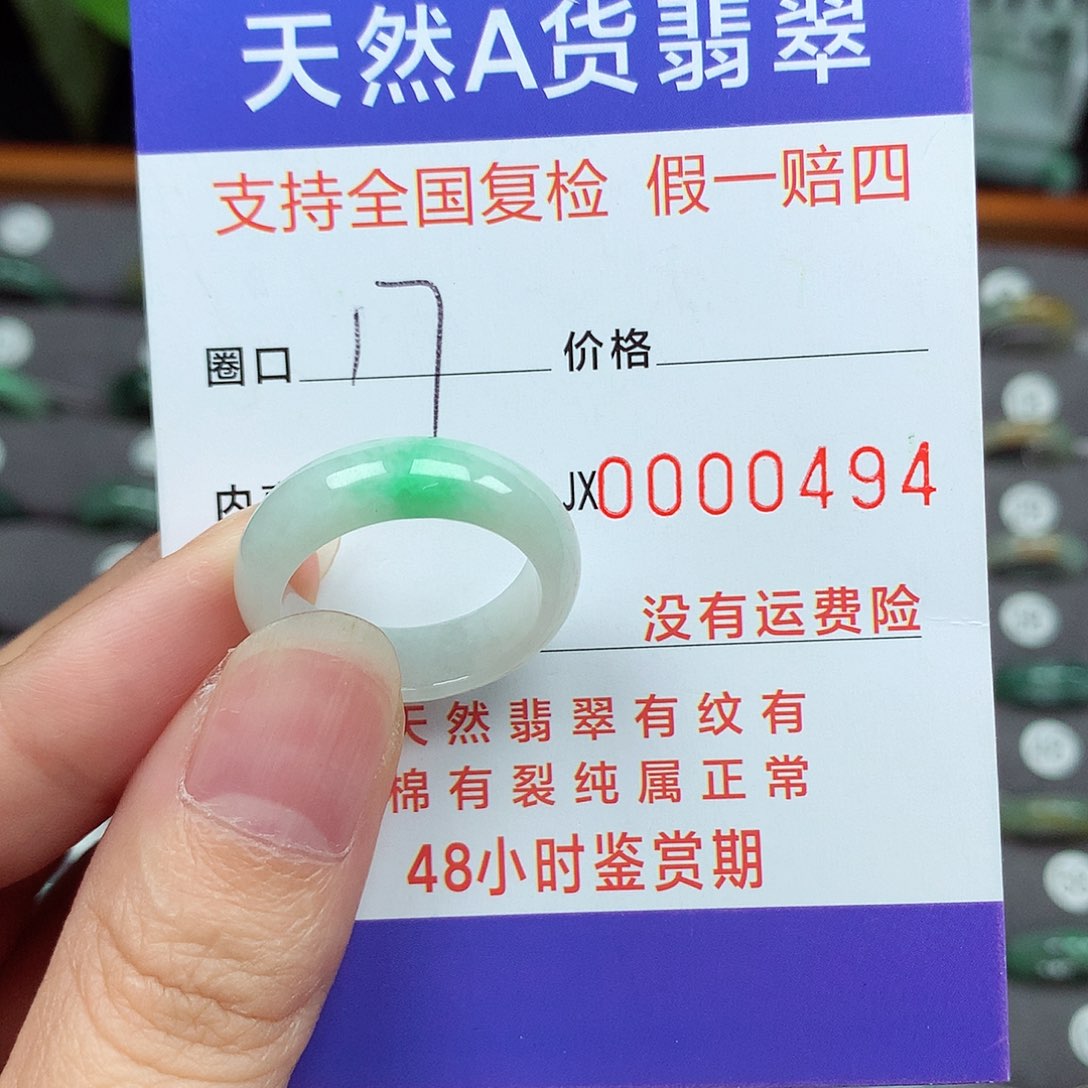 天然A货翡翠
支持全国复检 假一赔四
圈口 17 价格
内 JX0000494
没有运费险
天然翡翠有纹有
棉有裂纯属正常
48小时鉴赏期